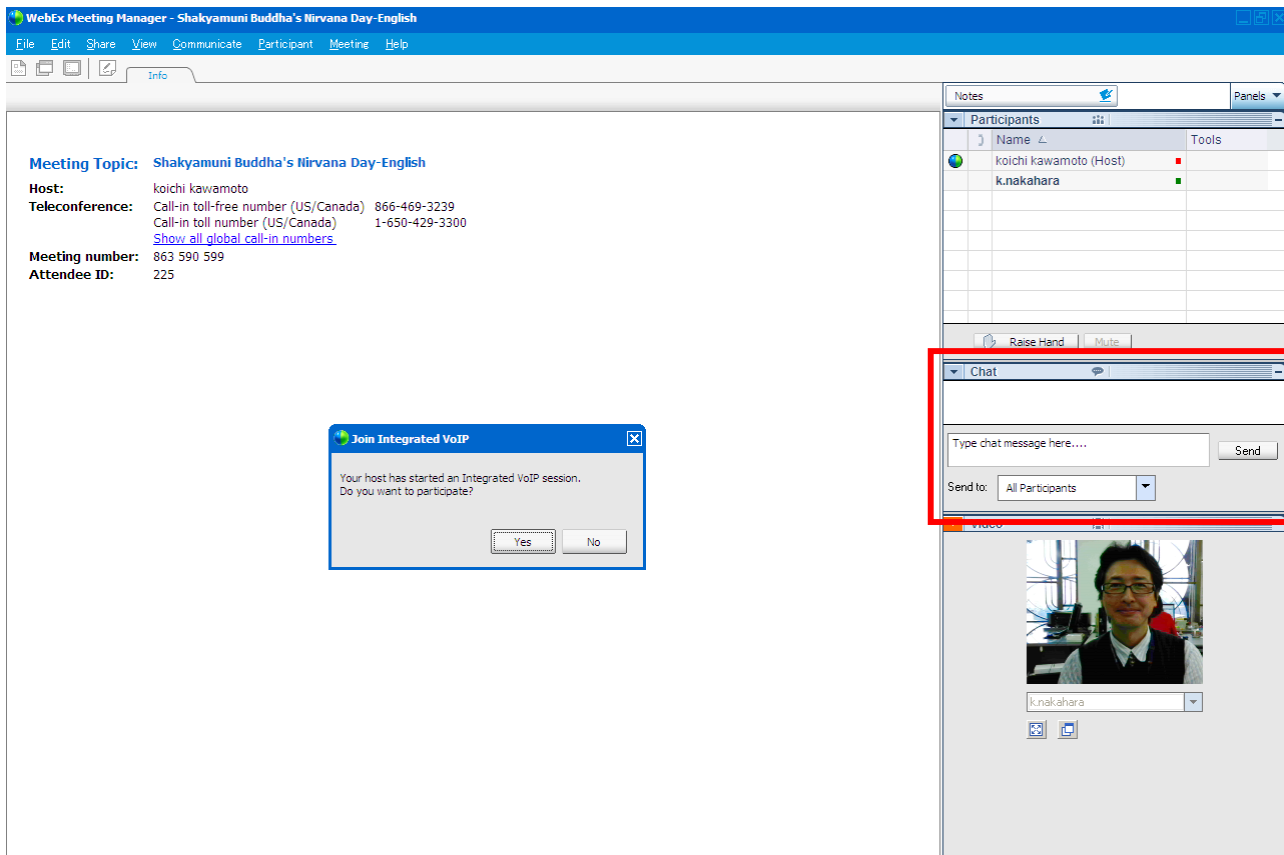 WebEx Meeting Manager - Shakyamuni Buddha's Nirvana Day-English
File Edit Share View Communicate Participant Meeting Help
Info
Meeting Topic: Shakyamuni Buddha's Nirvana Day-English
Host: koichi kawamoto
Teleconference: Call-in toll-free number (US/Canada) 866-469-3239
Call-in toll number (US/Canada) 1-650-429-3300
Show all global call-in numbers
Meeting number: 863 590 599
Attendee ID: 225
Join Integrated VoIP
Your host has started an Integrated VoIP session.
Do you want to participate?
Yes No
Notes Panels
Participants
Name Tools
koichi kawamoto (Host)
k.nakahara
Raise Hand Mute
Chat
Type chat message here....
Send
Send to: All Participants
Video
k.nakahara